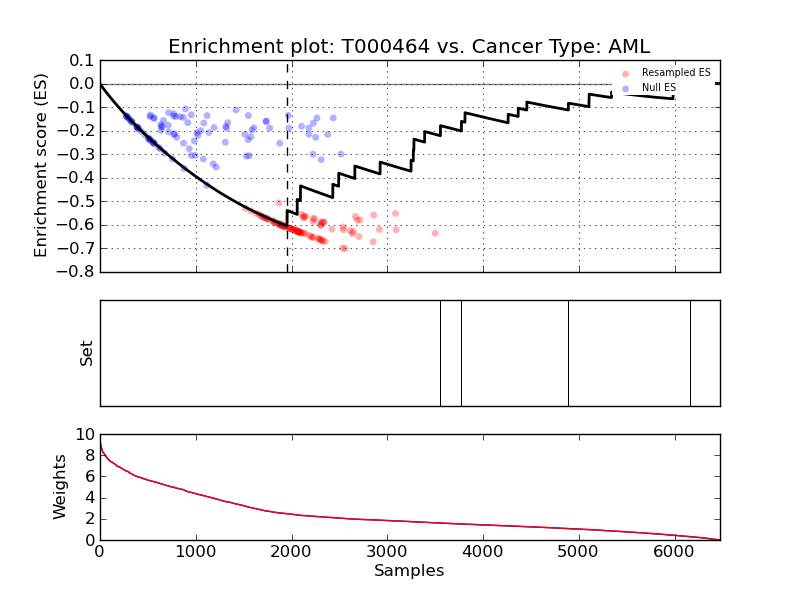 Enrichment plot: T000464 vs. Cancer Type: AML
Enrichment score (ES)
0.1
0.0
−0.1
−0.2
−0.3
−0.4
−0.5
−0.6
−0.7
−0.8
Resampled ES
Null ES
Set
Weights
10
8
6
4
2
0
0 1000 2000 3000 4000 5000 6000
Samples